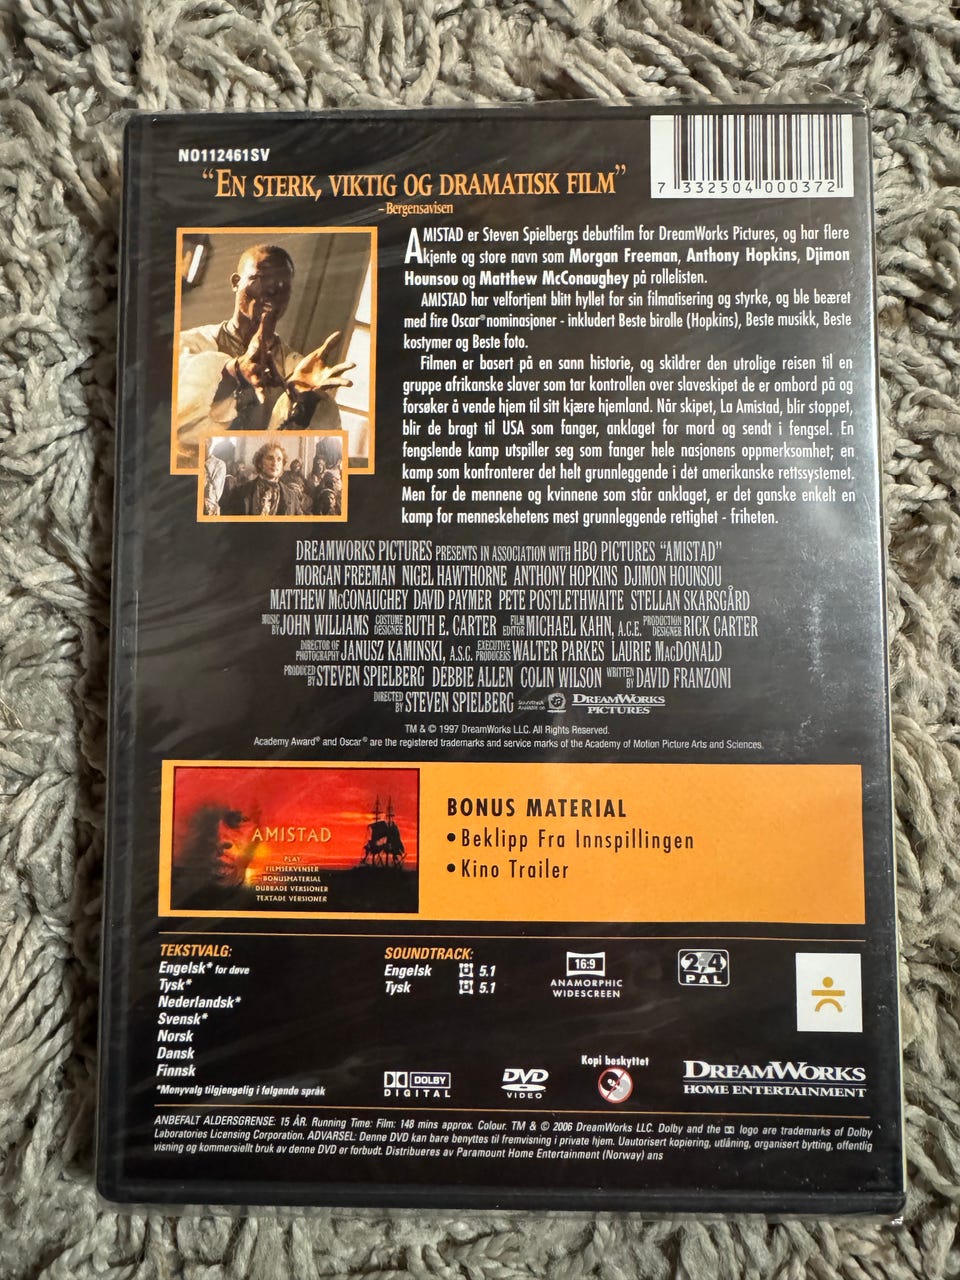 NO112461SV
"EN STERK, VIKTIG OG DRAMATISK FILM"
– Bergensavisen
7 332504 000372
AMISTAD er Steven Spielbergs debutfilm for DreamWorks Pictures, og har flere
kjente og store navn som Morgan Freeman, Anthony Hopkins, Djimon
Hounsou og Matthew McConaughey på rollelisten.
AMISTAD har velfortjent blitt hyllet for sin filmatisering og styrke, og ble beæret
med fire Oscar® nominasjoner - inkludert Beste birolle (Hopkins), Beste musikk, Beste
kostymer og Beste foto.
Filmen er basert på en sann historie, og skildrer den utrolige reisen til en
gruppe afrikanske slaver som tar kontrollen over slaveskipet de er ombord på og
forsøker å vende hjem til sitt kjære hjemland. Når skipet, La Amistad, blir stoppet,
blir de bragt til USA som fanger, anklaget for mord og sendt i fengsel. En
fengslende kamp utspiller seg som fanger hele nasjonens oppmerksomhet; en
kamp som konfronterer det helt grunnleggende i det amerikanske rettssystemet.
Men for de mennene og kvinnene som står anklaget, er det ganske enkelt en
kamp for menneskehetens mest grunnleggende rettighet - friheten.
DREAMWORKS PICTURES PRESENTS IN ASSOCIATION WITH HBO PICTURES "AMISTAD"
MORGAN FREEMAN NIGEL HAWTHORNE ANTHONY HOPKINS DJIMON HOUNSOU
MATTHEW McCONAUGHEY DAVID PAYMER PETE POSTLETHWAITE STELLAN SKARSGÅRD
MUSIC BY JOHN WILLIAMS COSTUME DESIGNER RUTH E. CARTER FILM EDITOR MICHAEL KAHN, A.C.E. PRODUCTION DESIGNER RICK CARTER
DIRECTOR OF PHOTOGRAPHY JANUSZ KAMINSKI, A.S.C. EXECUTIVE PRODUCERS WALTER PARKES LAURIE MacDONALD
PRODUCED BY STEVEN SPIELBERG DEBBIE ALLEN COLIN WILSON WRITTEN BY DAVID FRANZONI
DIRECTED BY STEVEN SPIELBERG DREAMWORKS PICTURES
TM & © 1997 DreamWorks LLC. All Rights Reserved.
Academy Award® and Oscar® are the registered trademarks and service marks of the Academy of Motion Picture Arts and Sciences.
AMISTAD
PLAY
FILMSEKVENSER
BONUSMATERIAL
DUBBADE VERSIONER
TEXTADE VERSIONER
BONUS MATERIAL
• Beklipp Fra Innspillingen
• Kino Trailer
TEKSTVALG:
Engelsk* for døve
Tysk*
Nederlandsk*
Svensk*
Norsk
Dansk
Finnsk
*Menyvalg tilgjengelig i følgende språk
SOUNDTRACK:
Engelsk 5.1
Tysk 5.1
16:9
ANAMORPHIC
WIDESCREEN
2,4
PAL
DOLBY
DIGITAL
DVD
VIDEO
Kopi beskyttet
DREAMWORKS
HOME ENTERTAINMENT
ANBEFALT ALDERSGRENSE: 15 ÅR. Running Time: Film: 148 mins approx. Colour. TM & © 2006 DreamWorks LLC. Dolby and the logo are trademarks of Dolby
Laboratories Licensing Corporation. ADVARSEL: Denne DVD kan bare benyttes til fremvisning i private hjem. Uautorisert kopiering, utlåning, organisert bytting, offentlig
visning og kommersiellt bruk av denne DVD er forbudt. Distribueres av Paramount Home Entertainment (Norway) ans